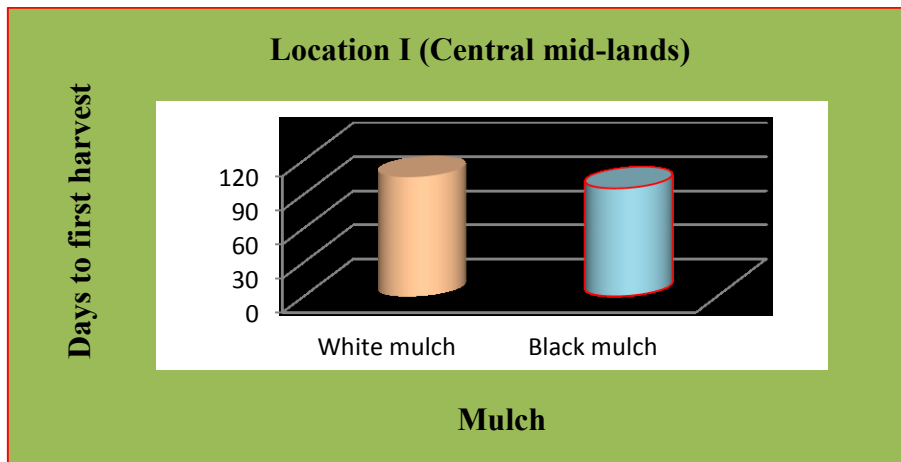 Location I (Central mid-lands)
Days to first harvest
120
90
60
30
0
White mulch Black mulch
Mulch